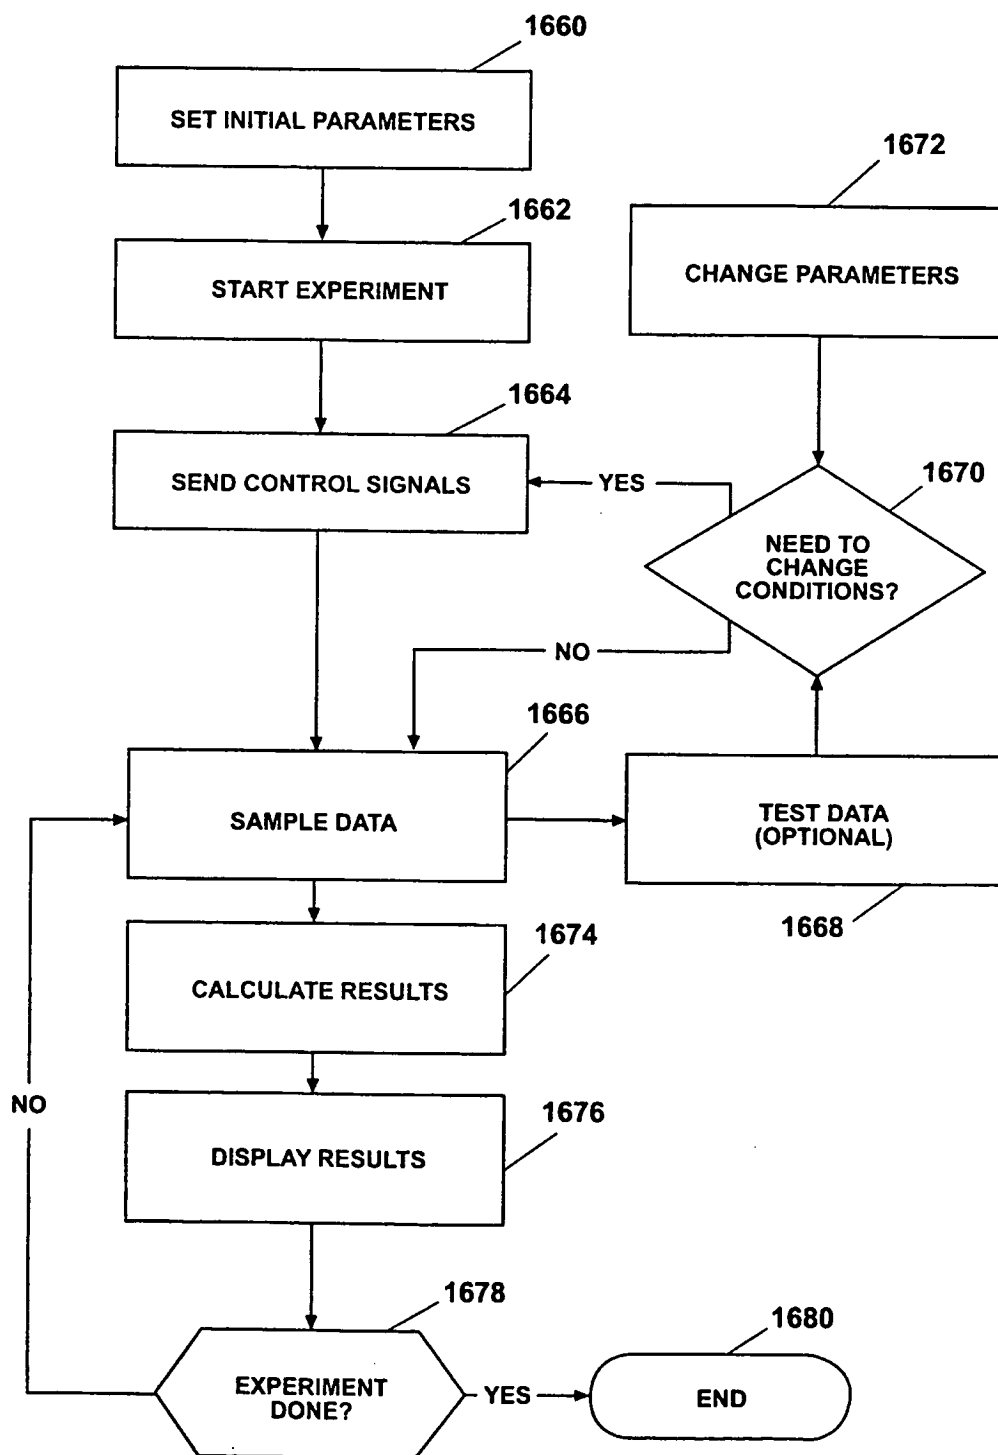 1660
SET INITIAL PARAMETERS
1672
1662
START EXPERIMENT
CHANGE PARAMETERS
1664
SEND CONTROL SIGNALS
YES
1670
NEED TO
CHANGE
CONDITIONS?
NO
1666
SAMPLE DATA
TEST DATA
(OPTIONAL)
1668
1674
CALCULATE RESULTS
NO
1676
DISPLAY RESULTS
1678
EXPERIMENT
DONE?
YES
1680
END